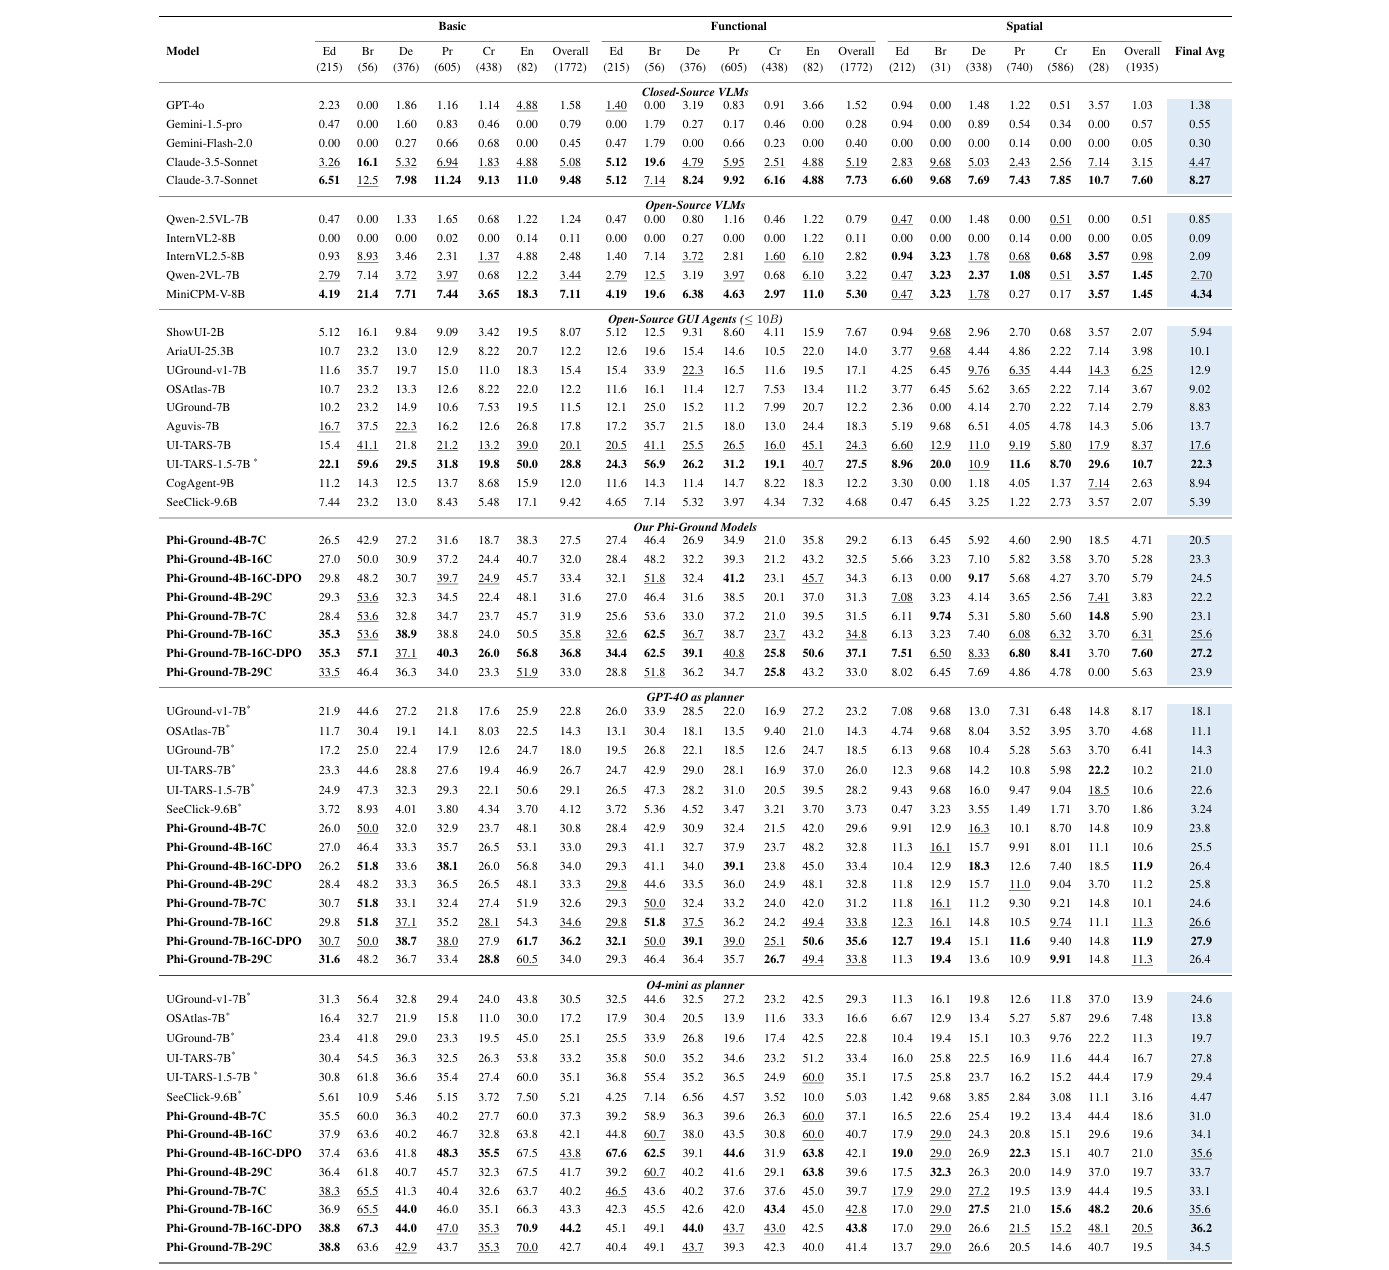 Basic Functional Spatial
Model Ed Br De Pr Cr En Overall Ed Br De Pr Cr En Overall Ed Br De Pr Cr En Overall Final Avg
(215) (56) (376) (605) (438) (82) (1772) (215) (56) (376) (605) (438) (82) (1772) (212) (31) (338) (740) (586) (28) (1935)
Closed-Source VLMs
GPT-4o 2.23 0.00 1.86 1.16 1.14 4.88 1.58 1.40 0.00 3.19 0.83 0.91 3.66 1.52 0.94 0.00 1.48 1.22 0.51 3.57 1.03 1.38
Gemini-1.5-pro 0.47 0.00 1.60 0.83 0.46 0.00 0.79 0.00 1.79 0.27 0.17 0.46 0.00 0.28 0.94 0.00 0.89 0.54 0.34 0.00 0.57 0.55
Gemini-Flash-2.0 0.00 0.00 0.27 0.66 0.68 0.00 0.45 0.47 1.79 0.00 0.66 0.23 0.00 0.40 0.00 0.00 0.00 0.14 0.00 0.00 0.05 0.30
Claude-3.5-Sonnet 3.26 16.1 5.32 6.94 1.83 4.88 5.08 5.12 19.6 4.79 5.95 2.51 4.88 5.19 2.83 9.68 5.03 2.43 2.56 7.14 3.15 4.47
Claude-3.7-Sonnet 6.51 12.5 7.98 11.24 9.13 11.0 9.48 5.12 7.14 8.24 9.92 6.16 4.88 7.73 6.60 9.68 7.69 7.43 7.85 10.7 7.60 8.27
Open-Source VLMs
Qwen-2.5VL-7B 0.47 0.00 1.33 1.65 0.68 1.22 1.24 0.47 0.00 0.80 1.16 0.46 1.22 0.79 0.47 0.00 1.48 0.00 0.51 0.00 0.51 0.85
InternVL2-8B 0.00 0.00 0.00 0.02 0.00 0.14 0.11 0.00 0.00 0.27 0.00 0.00 1.22 0.11 0.00 0.00 0.00 0.14 0.00 0.00 0.05 0.09
InternVL2.5-8B 0.93 8.93 3.46 2.31 1.37 4.88 2.48 1.40 7.14 3.72 2.81 1.60 6.10 2.82 0.94 3.23 1.78 0.68 0.68 3.57 0.98 2.09
Qwen-2VL-7B 2.79 7.14 3.72 3.97 0.68 12.2 3.44 2.79 12.5 3.19 3.97 0.68 6.10 3.22 0.47 3.23 2.37 1.08 0.51 3.57 1.45 2.70
MiniCPM-V-8B 4.19 21.4 7.71 7.44 3.65 18.3 7.11 4.19 19.6 6.38 4.63 2.97 11.0 5.30 0.47 3.23 1.78 0.27 0.17 3.57 1.45 4.34
Open-Source GUI Agents (≤ 10B)
ShowUI-2B 5.12 16.1 9.84 9.09 3.42 19.5 8.07 5.12 12.5 9.31 8.60 4.11 15.9 7.67 0.94 9.68 2.96 2.70 0.68 3.57 2.07 5.94
AriaUI-25.3B 10.7 23.2 13.0 12.9 8.22 20.7 12.2 12.6 19.6 15.4 14.6 10.5 22.0 14.0 3.77 9.68 4.44 4.86 2.22 7.14 3.98 10.1
UGround-v1-7B 11.6 35.7 19.7 15.0 11.0 18.3 15.4 15.4 33.9 22.3 16.5 11.6 19.5 17.1 4.25 6.45 9.76 6.35 4.44 14.3 6.25 12.9
OSAtlas-7B 10.7 23.2 13.3 12.6 8.22 22.0 12.2 11.6 16.1 11.4 12.7 7.53 13.4 11.2 3.77 6.45 5.62 3.65 2.22 7.14 3.67 9.02
UGround-7B 10.2 23.2 14.9 10.6 7.53 19.5 11.5 12.1 25.0 15.2 11.2 7.99 20.7 12.2 2.36 0.00 4.14 2.70 2.22 7.14 2.79 8.83
Aguvis-7B 16.7 37.5 22.3 16.2 12.6 26.8 17.8 17.2 35.7 21.5 18.0 13.0 24.4 18.3 5.19 9.68 6.51 4.05 4.78 14.3 5.06 13.7
UI-TARS-7B 15.4 41.1 21.8 21.2 13.2 39.0 20.1 20.5 41.1 25.5 26.5 16.0 45.1 24.3 6.60 12.9 11.0 9.19 5.80 17.9 8.37 17.6
UI-TARS-1.5-7B * 22.1 59.6 29.5 31.8 19.8 50.0 28.8 24.3 56.9 26.2 31.2 19.1 40.7 27.5 8.96 20.0 10.9 11.6 8.70 29.6 10.7 22.3
CogAgent-9B 11.2 14.3 12.5 13.7 8.68 15.9 12.0 11.6 14.3 11.4 14.7 8.22 18.3 12.2 3.30 0.00 1.18 4.05 1.37 7.14 2.63 8.94
SeeClick-9.6B 7.44 23.2 13.0 8.43 5.48 17.1 9.42 4.65 7.14 5.32 3.97 4.34 7.32 4.68 0.47 6.45 3.25 1.22 2.73 3.57 2.07 5.39
Our Phi-Ground Models
Phi-Ground-4B-7C 26.5 42.9 27.2 31.6 18.7 38.3 27.5 27.4 46.4 26.9 34.9 21.0 35.8 29.2 6.13 6.45 5.92 4.60 2.90 18.5 4.71 20.5
Phi-Ground-4B-16C 27.0 50.0 30.9 37.2 24.4 40.7 32.0 28.4 48.2 32.2 39.3 21.2 43.2 32.5 5.66 3.23 7.10 5.82 3.58 3.70 5.28 23.3
Phi-Ground-4B-16C-DPO 29.8 48.2 30.7 39.7 24.9 45.7 33.4 32.1 51.8 32.4 41.2 23.1 45.7 34.3 6.13 0.00 9.17 5.68 4.27 3.70 5.79 24.5
Phi-Ground-4B-29C 29.3 53.6 32.3 34.5 22.4 48.1 31.6 27.0 46.4 31.6 38.5 20.1 37.0 31.3 7.08 3.23 4.14 3.65 2.56 7.41 3.83 22.2
Phi-Ground-7B-7C 28.4 53.6 32.8 34.7 23.7 45.7 31.9 25.6 53.6 33.0 37.2 21.0 39.5 31.5 6.11 9.74 5.31 5.80 5.60 14.8 5.90 23.1
Phi-Ground-7B-16C 35.3 53.6 38.9 38.8 24.0 50.5 35.8 32.6 62.5 36.7 38.7 23.7 43.2 34.8 6.13 3.23 7.40 6.08 6.32 3.70 6.31 25.6
Phi-Ground-7B-16C-DPO 35.3 57.1 37.1 40.3 26.0 56.8 36.8 34.4 62.5 39.1 40.8 25.8 50.6 37.1 7.51 6.50 8.33 6.80 8.41 3.70 7.60 27.2
Phi-Ground-7B-29C 33.5 46.4 36.3 34.0 23.3 51.9 33.0 28.8 51.8 36.2 34.7 25.8 43.2 33.0 8.02 6.45 7.69 4.86 4.78 0.00 5.63 23.9
GPT-4O as planner
UGround-v1-7B* 21.9 44.6 27.2 21.8 17.6 25.9 22.8 26.0 33.9 28.5 22.0 16.9 27.2 23.2 7.08 9.68 13.0 7.31 6.48 14.8 8.17 18.1
OSAtlas-7B* 11.7 30.4 19.1 14.1 8.03 22.5 14.3 13.1 30.4 18.1 13.5 9.40 21.0 14.3 4.74 9.68 8.04 3.52 3.95 3.70 4.68 11.1
UGround-7B* 17.2 25.0 22.4 17.9 12.6 24.7 18.0 19.5 26.8 22.1 18.5 12.6 24.7 18.5 6.13 9.68 10.4 5.28 5.63 3.70 6.41 14.3
UI-TARS-7B* 23.3 44.6 28.8 27.6 19.4 46.9 26.7 24.7 42.9 29.0 28.1 16.9 37.0 26.0 12.3 9.68 14.2 10.8 5.98 22.2 10.2 21.0
UI-TARS-1.5-7B* 24.9 47.3 32.3 29.3 22.1 50.6 29.1 26.5 47.3 28.2 31.0 20.5 39.5 28.2 9.43 9.68 16.0 9.47 9.04 18.5 10.6 22.6
SeeClick-9.6B* 3.72 8.93 4.01 3.80 4.34 3.70 4.12 3.72 5.36 4.52 3.47 3.21 3.70 3.73 0.47 3.23 3.55 1.49 1.71 3.70 1.86 3.24
Phi-Ground-4B-7C 26.0 50.0 32.0 32.9 23.7 48.1 30.8 28.4 42.9 30.9 32.4 21.5 42.0 29.6 9.91 12.9 16.3 10.1 8.70 14.8 10.9 23.8
Phi-Ground-4B-16C 27.0 46.4 33.3 35.7 26.5 53.1 33.0 29.3 41.1 32.7 37.9 23.7 48.2 32.8 11.3 16.1 15.7 9.91 8.01 11.1 10.6 25.5
Phi-Ground-4B-16C-DPO 26.2 51.8 33.6 38.1 26.0 56.8 34.0 29.3 41.1 34.0 39.1 23.8 45.0 33.4 10.4 12.9 18.3 12.6 7.40 18.5 11.9 26.4
Phi-Ground-4B-29C 28.4 48.2 33.3 36.5 26.5 48.1 33.3 29.8 44.6 33.5 36.0 24.9 48.1 32.8 11.8 12.9 15.7 11.0 9.04 3.70 11.2 25.8
Phi-Ground-7B-7C 30.7 51.8 33.1 32.4 27.4 51.9 32.6 29.3 50.0 32.4 33.2 24.0 42.0 31.2 11.8 16.1 11.2 9.30 9.21 14.8 10.1 24.6
Phi-Ground-7B-16C 29.8 51.8 37.1 35.2 28.1 54.3 34.6 29.8 51.8 37.5 36.2 24.2 49.4 33.8 12.3 16.1 14.8 10.5 9.74 11.1 11.3 26.6
Phi-Ground-7B-16C-DPO 30.7 50.0 38.7 38.0 27.9 61.7 36.2 32.1 50.0 39.1 39.0 25.1 50.6 35.6 12.7 19.4 15.1 11.6 9.40 14.8 11.9 27.9
Phi-Ground-7B-29C 31.6 48.2 36.7 33.4 28.8 60.5 34.0 29.3 46.4 36.4 35.7 26.7 49.4 33.8 11.3 19.4 13.6 10.9 9.91 14.8 11.3 26.4
O4-mini as planner
UGround-v1-7B* 31.3 56.4 32.8 29.4 24.0 43.8 30.5 32.5 44.6 32.5 27.2 23.2 42.5 29.3 11.3 16.1 19.8 12.6 11.8 37.0 13.9 24.6
OSAtlas-7B* 16.4 32.7 21.9 15.8 11.0 30.0 17.2 17.9 30.4 20.5 13.9 11.6 33.3 16.6 6.67 12.9 13.4 5.27 5.87 29.6 7.48 13.8
UGround-7B* 23.4 41.8 29.0 23.3 19.5 45.0 25.1 25.5 33.9 26.8 19.6 17.4 42.5 22.8 10.4 19.4 15.1 10.3 9.76 22.2 11.3 19.7
UI-TARS-7B* 30.4 54.5 36.3 32.5 26.3 53.8 33.2 35.8 50.0 35.2 34.6 23.2 51.2 33.4 16.0 25.8 22.5 16.9 11.6 44.4 16.7 27.8
UI-TARS-1.5-7B * 30.8 61.8 36.6 35.4 27.4 60.0 35.1 36.8 55.4 35.2 36.5 24.9 60.0 35.1 17.5 25.8 23.7 16.2 15.2 44.4 17.9 29.4
SeeClick-9.6B* 5.61 10.9 5.46 5.15 3.72 7.50 5.21 4.25 7.14 6.56 4.57 3.52 10.0 5.03 1.42 9.68 3.85 2.84 3.08 11.1 3.16 4.47
Phi-Ground-4B-7C 35.5 60.0 36.3 40.2 27.7 60.0 37.3 39.2 58.9 36.3 39.6 26.3 60.0 37.1 16.5 22.6 25.4 19.2 13.4 44.4 18.6 31.0
Phi-Ground-4B-16C 37.9 63.6 40.2 46.7 32.8 63.8 42.1 44.8 60.7 38.0 43.5 30.8 60.0 40.7 17.9 29.0 24.3 20.8 15.1 29.6 19.6 34.1
Phi-Ground-4B-16C-DPO 37.4 63.6 41.8 48.3 35.5 67.5 43.8 67.6 62.5 39.1 44.6 31.9 63.8 42.1 19.0 29.0 26.9 22.3 15.1 40.7 21.0 35.6
Phi-Ground-4B-29C 36.4 61.8 40.7 45.7 32.3 67.5 41.7 39.2 60.7 40.2 41.6 29.1 63.8 39.6 17.5 32.3 26.3 20.0 14.9 37.0 19.7 33.7
Phi-Ground-7B-7C 38.3 65.5 41.3 40.4 32.6 63.7 40.2 46.5 43.6 40.2 37.6 37.6 45.0 39.7 17.9 29.0 27.2 19.5 13.9 44.4 19.5 33.1
Phi-Ground-7B-16C 36.9 65.5 44.0 46.0 35.1 66.3 43.3 42.3 45.5 42.6 42.0 43.4 45.0 42.8 17.0 29.0 27.5 21.0 15.6 48.2 20.6 35.6
Phi-Ground-7B-16C-DPO 38.8 67.3 44.0 47.0 35.3 70.9 44.2 45.1 49.1 44.0 43.7 43.0 42.5 43.8 17.0 29.0 26.6 21.5 15.2 48.1 20.5 36.2
Phi-Ground-7B-29C 38.8 63.6 42.9 43.7 35.3 70.0 42.7 40.4 49.1 43.7 39.3 42.3 40.0 41.4 13.7 29.0 26.6 20.5 14.6 40.7 19.5 34.5